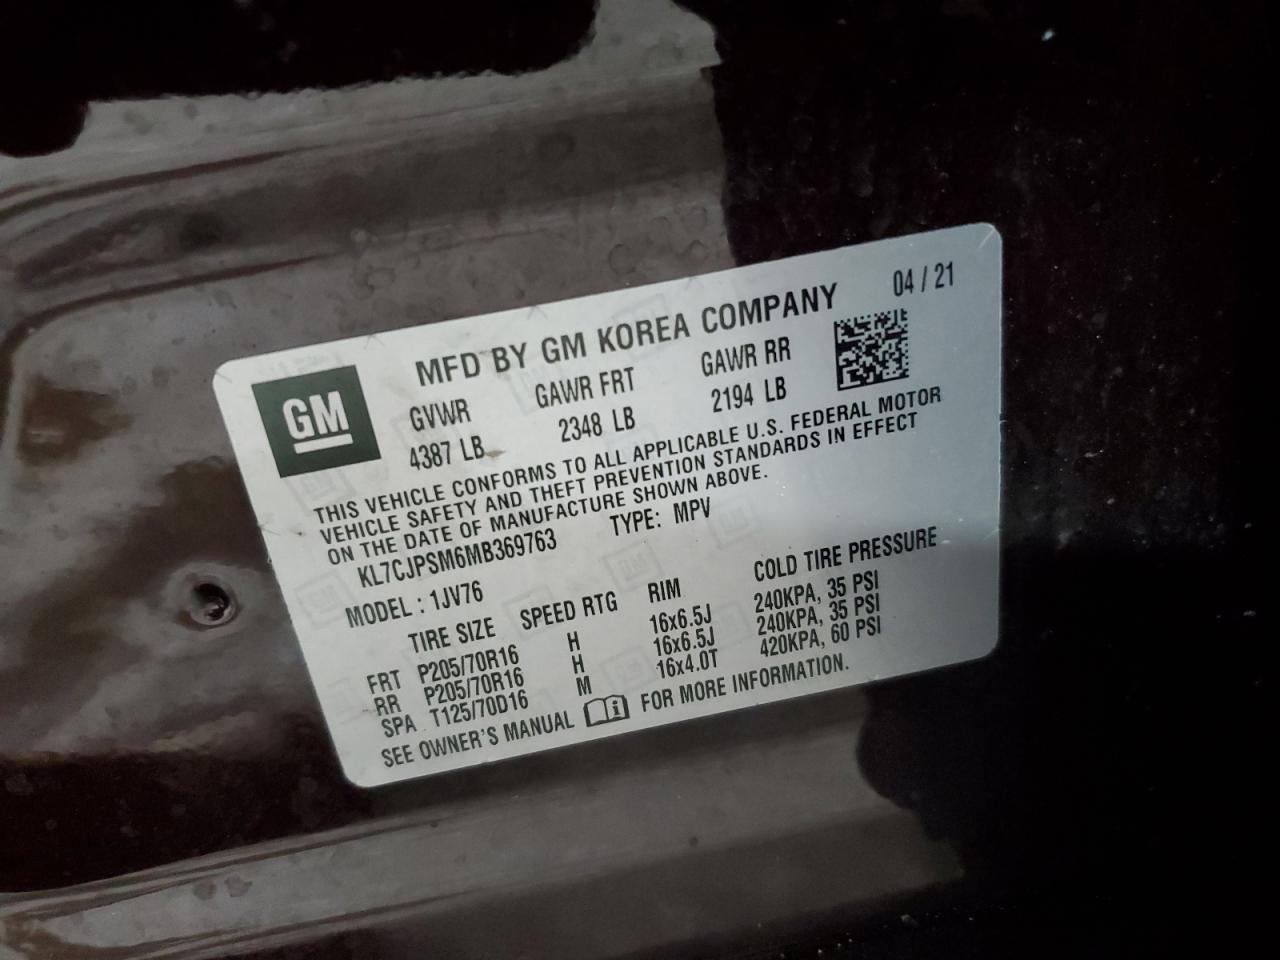 MFD BY GM KOREA COMPANY 04 / 21
GM
GVWR GAWR FRT GAWR RR
4387 LB 2348 LB 2194 LB
THIS VEHICLE CONFORMS TO ALL APPLICABLE U.S. FEDERAL MOTOR
VEHICLE SAFETY AND THEFT PREVENTION STANDARDS IN EFFECT
ON THE DATE OF MANUFACTURE SHOWN ABOVE.
KL7CJPSM6MB369763 TYPE: MPV
MODEL : 1JV76
TIRE SIZE SPEED RTG RIM COLD TIRE PRESSURE
FRT P205/70R16 H 16x6.5J 240KPA, 35 PSI
RR P205/70R16 H 16x6.5J 240KPA, 35 PSI
SPA T125/70D16 M 16x4.0T 420KPA, 60 PSI
SEE OWNER'S MANUAL i FOR MORE INFORMATION.